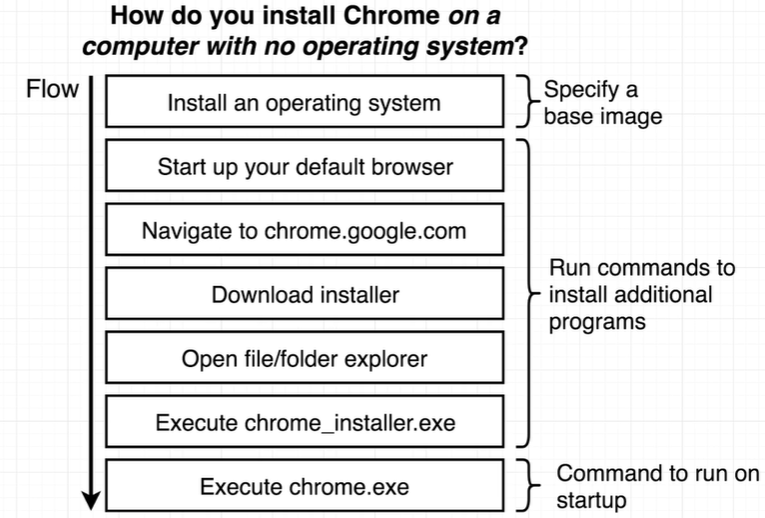 How do you install Chrome on a
computer with no operating system?
Flow
Install an operating system
Specify a
base image
Start up your default browser
Navigate to chrome.google.com
Download installer
Open file/folder explorer
Execute chrome_installer.exe
Run commands to
install additional
programs
Execute chrome.exe
Command to run on
startup